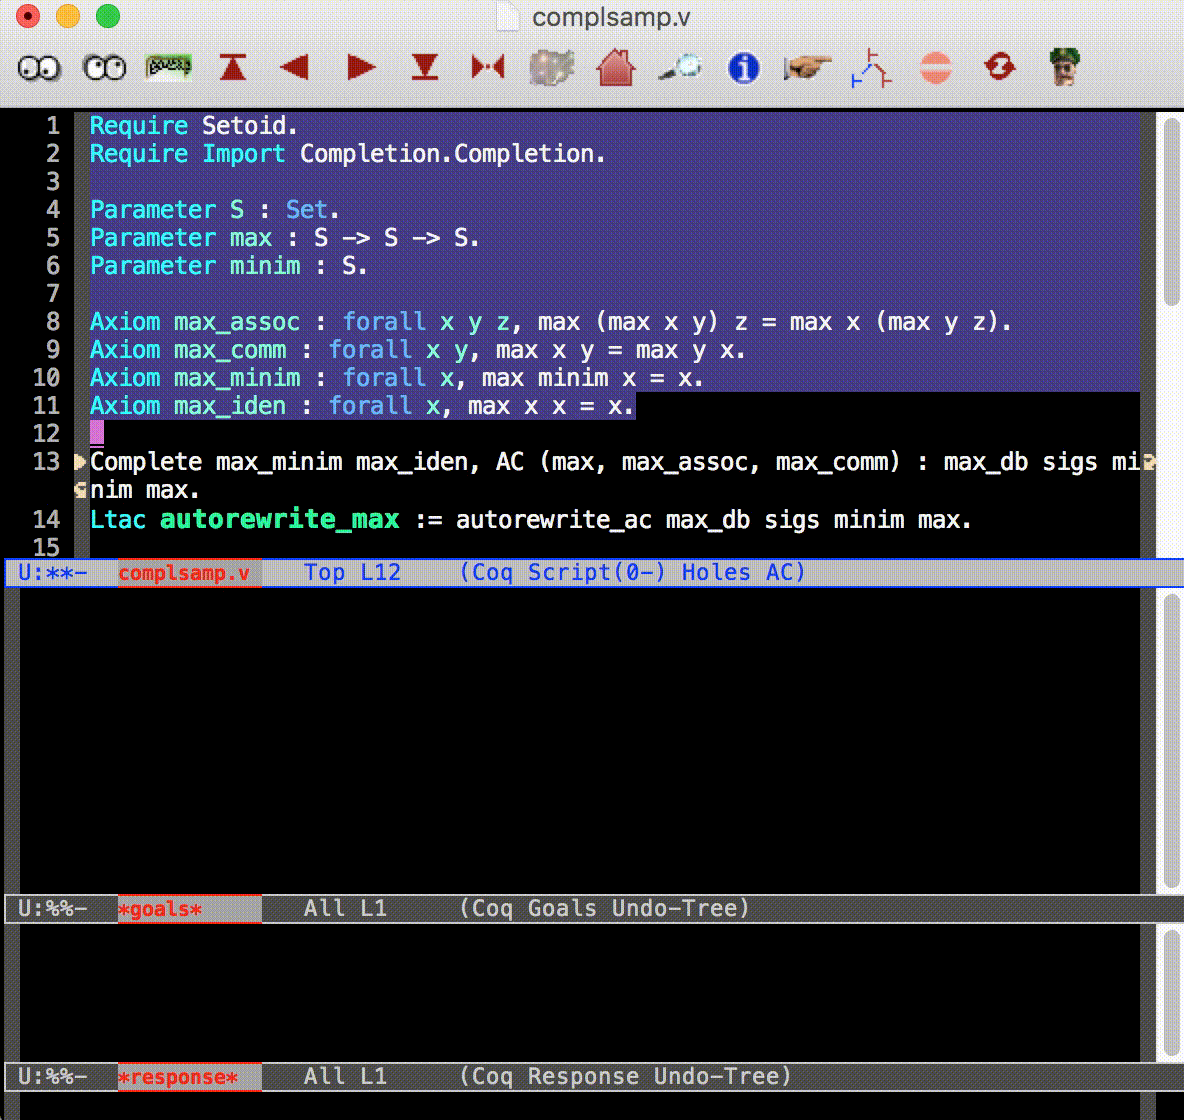 complsamp.v
1 Require Setoid.
2 Require Import Completion.Completion.
3
4 Parameter S : Set.
5 Parameter max : S -> S -> S.
6 Parameter minim : S.
7
8 Axiom max_assoc : forall x y z, max (max x y) z = max x (max y z).
9 Axiom max_comm : forall x y, max x y = max y x.
10 Axiom max_minim : forall x, max minim x = x.
11 Axiom max_iden : forall x, max x x = x.
12
13 Complete max_minim max_iden, AC (max, max_assoc, max_comm) : max_db sigs mi
nim max.
14 Ltac autorewrite_max := autorewrite_ac max_db sigs minim max.
15
U:**- complsamp.v Top L12 (Coq Script(0-) Holes AC)
U:%%- *goals* All L1 (Coq Goals Undo-Tree)
U:%%- *response* All L1 (Coq Response Undo-Tree)